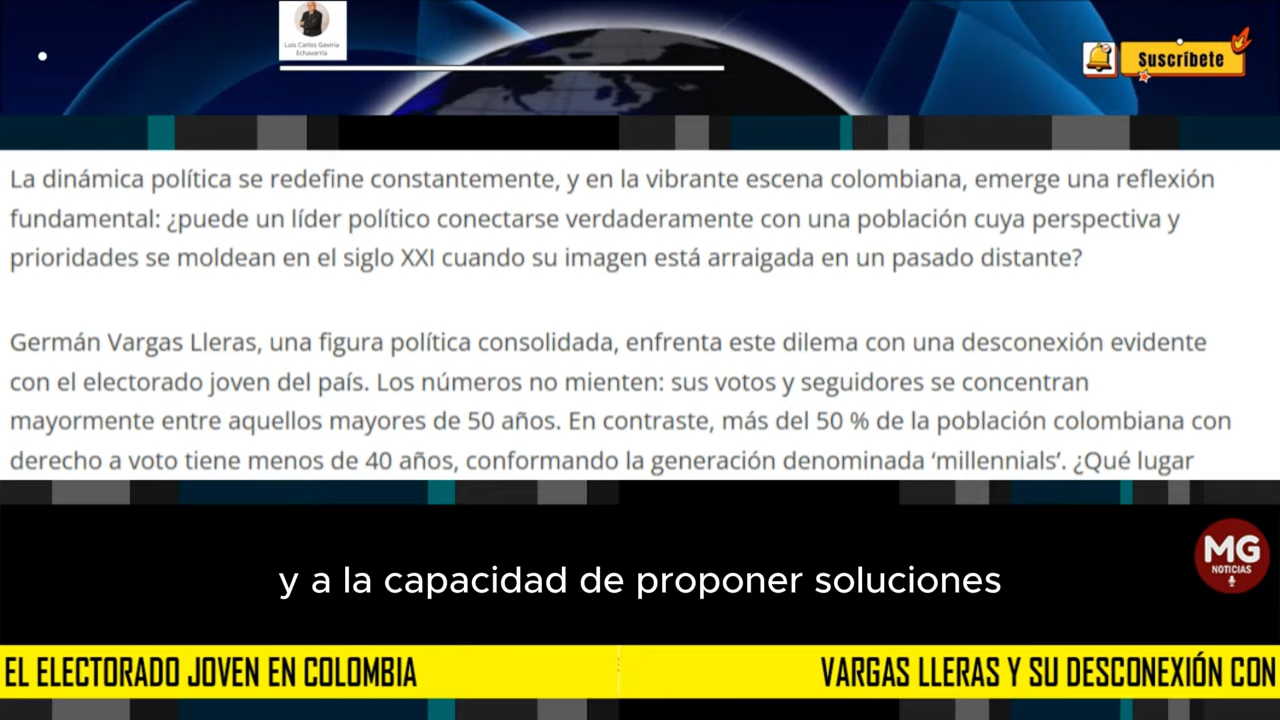 Luis Carlos Gaviria
Echavarría
Suscríbete
La dinámica política se redefine constantemente, y en la vibrante escena colombiana, emerge una reflexión
fundamental: ¿puede un líder político conectarse verdaderamente con una población cuya perspectiva y
prioridades se moldean en el siglo XXI cuando su imagen está arraigada en un pasado distante?
Germán Vargas Lleras, una figura política consolidada, enfrenta este dilema con una desconexión evidente
con el electorado joven del país. Los números no mienten: sus votos y seguidores se concentran
mayormente entre aquellos mayores de 50 años. En contraste, más del 50 % de la población colombiana con
derecho a voto tiene menos de 40 años, conformando la generación denominada ‘millennials’. ¿Qué lugar
MG
NOTICIAS
y a la capacidad de proponer soluciones
EL ELECTORADO JOVEN EN COLOMBIA
VARGAS LLERAS Y SU DESCONEXIÓN CON